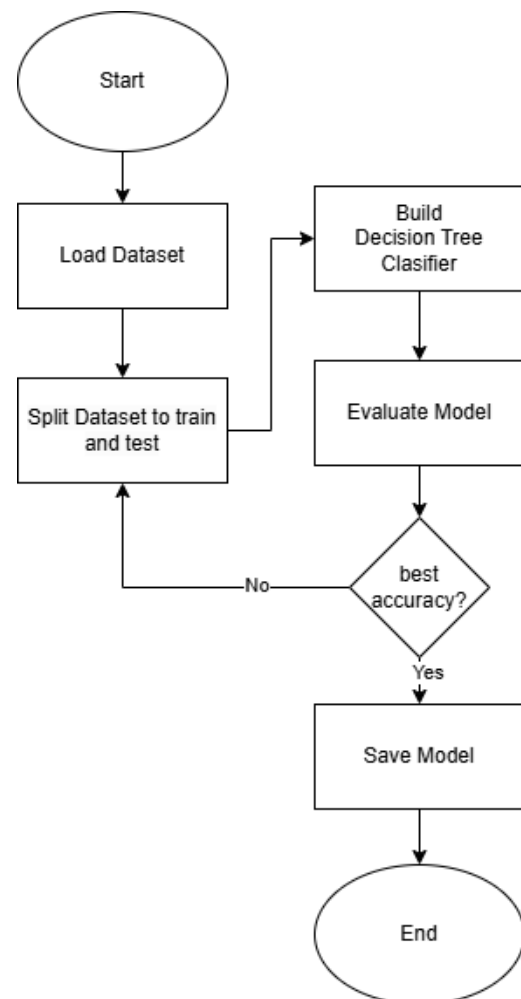 Start
Load Dataset
Split Dataset to train
and test
Build
Decision Tree
Clasifier
Evaluate Model
best
accuracy?
No
Yes
Save Model
End